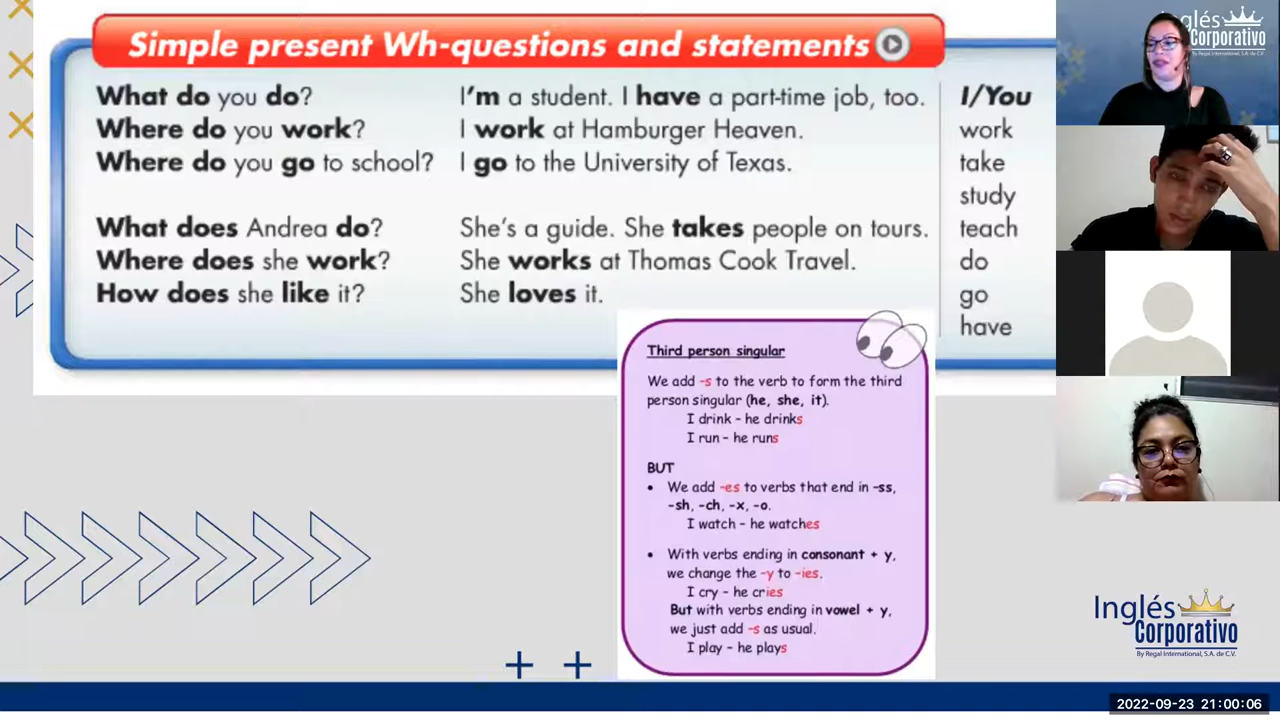 Simple present Wh-questions and statements
What do you do? I'm a student. I have a part-time job, too.
Where do you work? I work at Hamburger Heaven.
Where do you go to school? I go to the University of Texas.
What does Andrea do? She's a guide. She takes people on tours.
Where does she work? She works at Thomas Cook Travel.
How does she like it? She loves it.
I/You
work
take
study
teach
do
go
have
Third person singular
We add -s to the verb to form the third
person singular (he, she, it).
I drink – he drinks
I run – he runs
BUT
• We add -es to verbs that end in -ss,
-sh, -ch, -x, -o.
I watch – he watches
• With verbs ending in consonant + y,
we change the -y to -ies.
I cry – he cries
But with verbs ending in vowel + y,
we just add -s as usual.
I play – he plays
Inglés
Corporativo
By Regal International, S.A. de C.V.
Inglés
Corporativo
By Regal International, S.A. de C.V.
2022-09-23 21:00:06